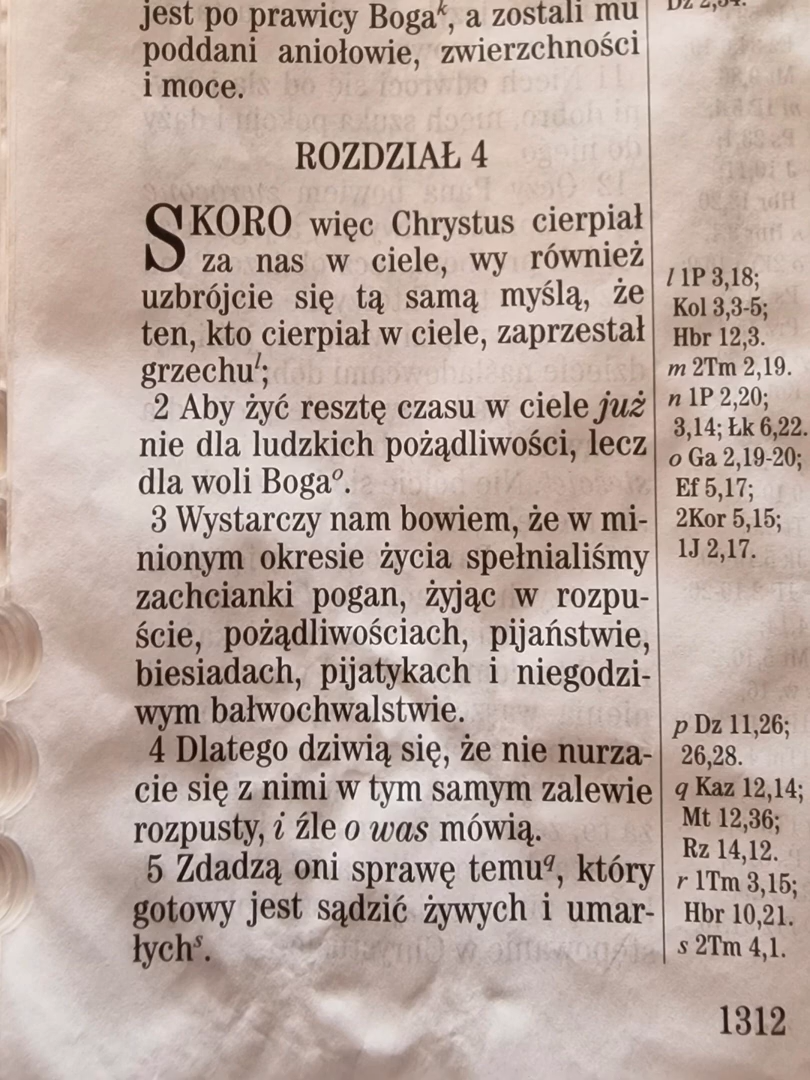 jest po prawicy Bogaᵏ, a zostali mu
poddani aniołowie, zwierzchności
i moce.
ROZDZIAŁ 4
SKORO więc Chrystus cierpiał
za nas w ciele, wy również
uzbrójcie się tą samą myślą, że
ten, kto cierpiał w ciele, zaprzestał
grzechuˡ;
2 Aby żyć resztę czasu w ciele już
nie dla ludzkich pożądliwości, lecz
dla woli Bogaᵒ.
3 Wystarczy nam bowiem, że w mi-
nionym okresie życia spełnialiśmy
zachcianki pogan, żyjąc w rozpu-
ście, pożądliwościach, pijaństwie,
biesiadach, pijatykach i niegodzi-
wym bałwochwalstwie.
4 Dlatego dziwią się, że nie nurza-
cie się z nimi w tym samym zalewie
rozpusty, i źle o was mówią.
5 Zdadzą oni sprawę temuq, który
gotowy jest sądzić żywych i umar-
łychˢ.
l 1P 3,18;
Kol 3,3-5;
Hbr 12,3.
m 2Tm 2,19.
n 1P 2,20;
3,14; Łk 6,22.
o Ga 2,19-20;
Ef 5,17;
2Kor 5,15;
1J 2,17.
p Dz 11,26;
26,28.
q Kaz 12,14;
Mt 12,36;
Rz 14,12.
r 1Tm 3,15;
Hbr 10,21.
s 2Tm 4,1.
1312